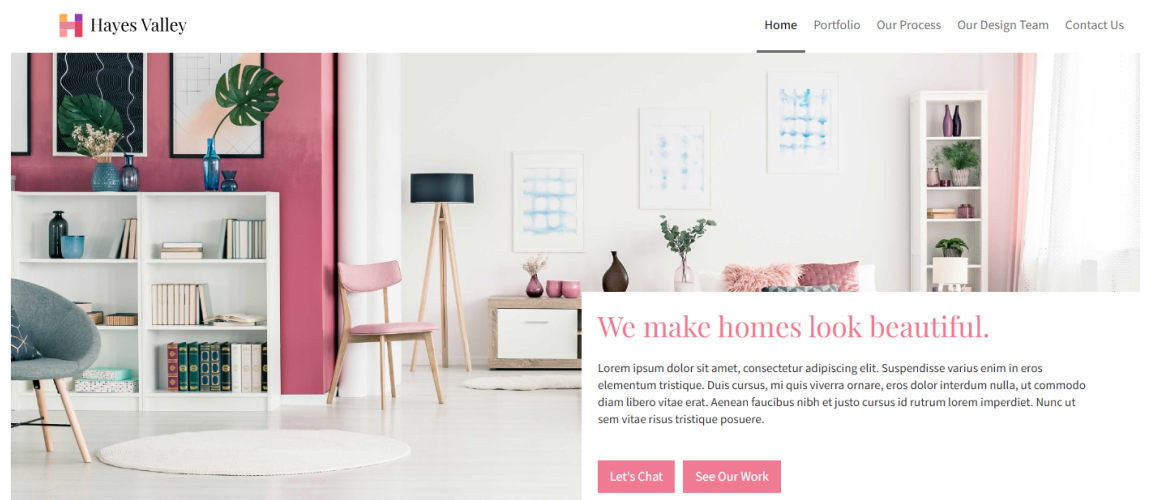 Hayes Valley
Home Portfolio Our Process Our Design Team Contact Us
We make homes look beautiful.
Lorem ipsum dolor sit amet, consectetur adipiscing elit. Suspendisse varius enim in eros
elementum tristique. Duis cursus, mi quis viverra ornare, eros dolor interdum nulla, ut commodo
diam libero vitae erat. Aenean faucibus nibh et justo cursus id rutrum lorem imperdiet. Nunc ut
sem vitae risus tristique posuere.
Let's Chat See Our Work